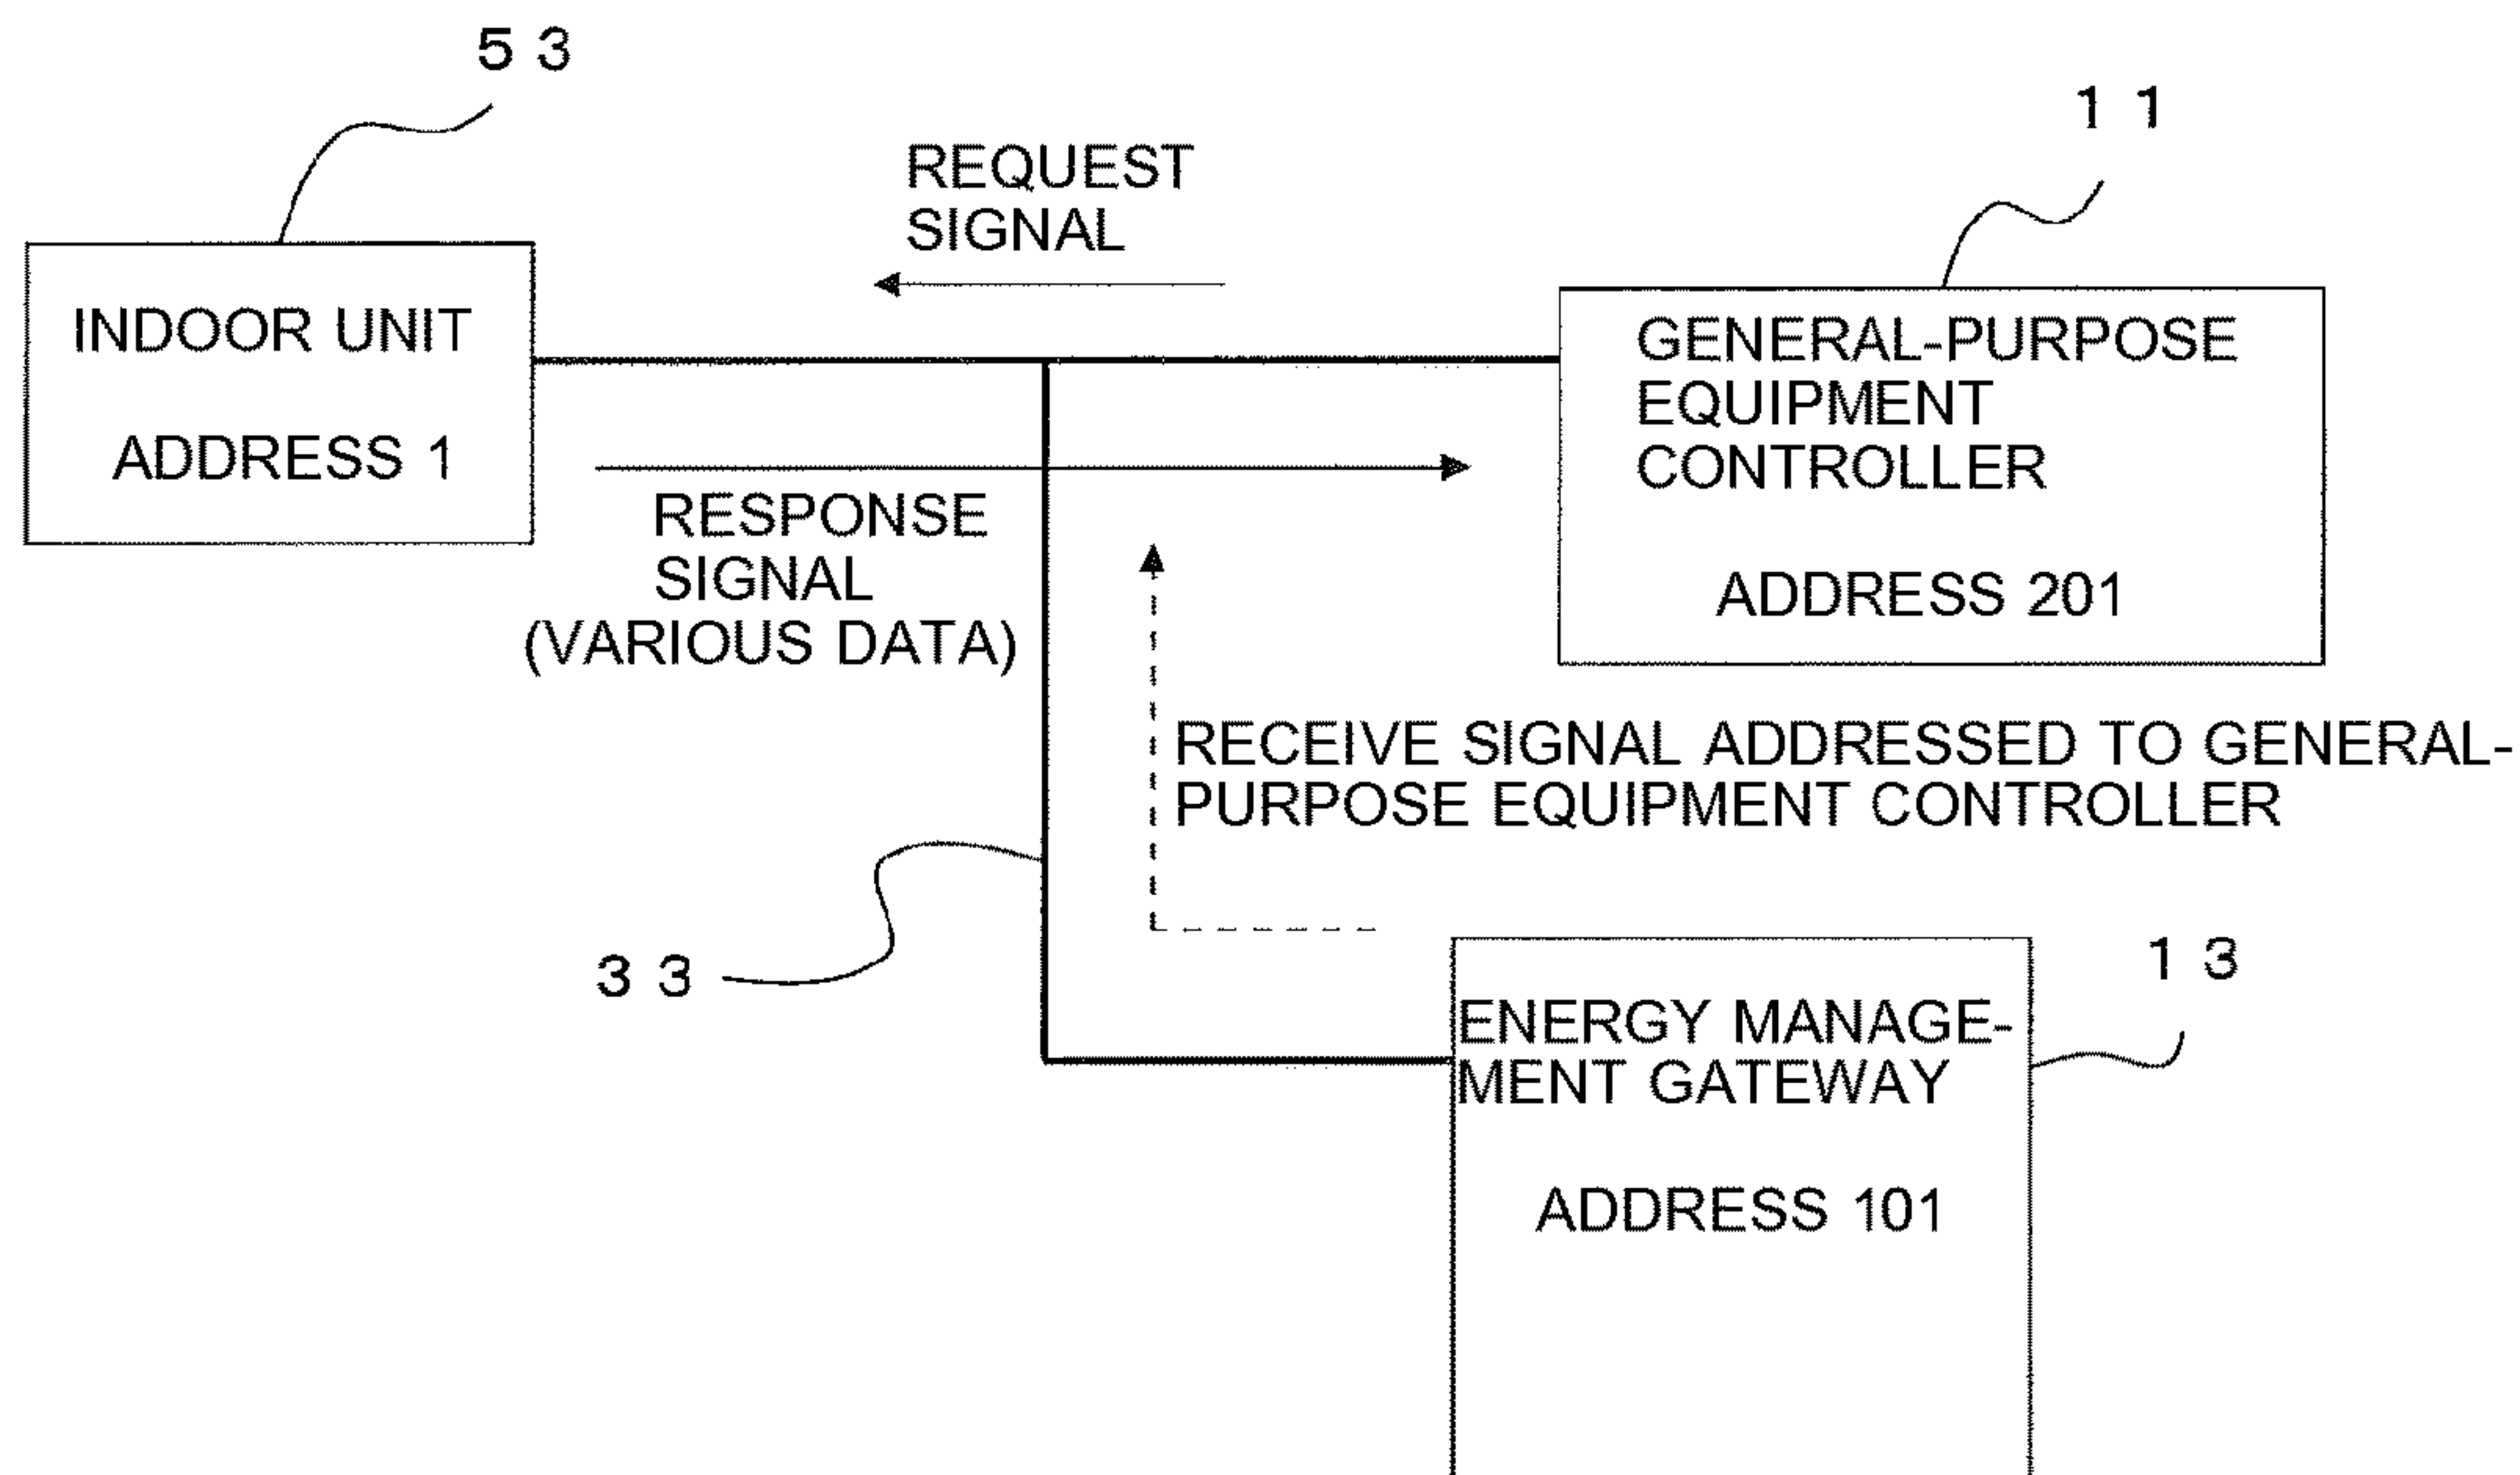 5 3
1 1
REQUEST
SIGNAL
INDOOR UNIT
ADDRESS 1
GENERAL-PURPOSE
EQUIPMENT
CONTROLLER
ADDRESS 201
RESPONSE
SIGNAL
(VARIOUS DATA)
RECEIVE SIGNAL ADDRESSED TO GENERAL-
PURPOSE EQUIPMENT CONTROLLER
3 3
1 3
ENERGY MANAGE-
MENT GATEWAY
ADDRESS 101